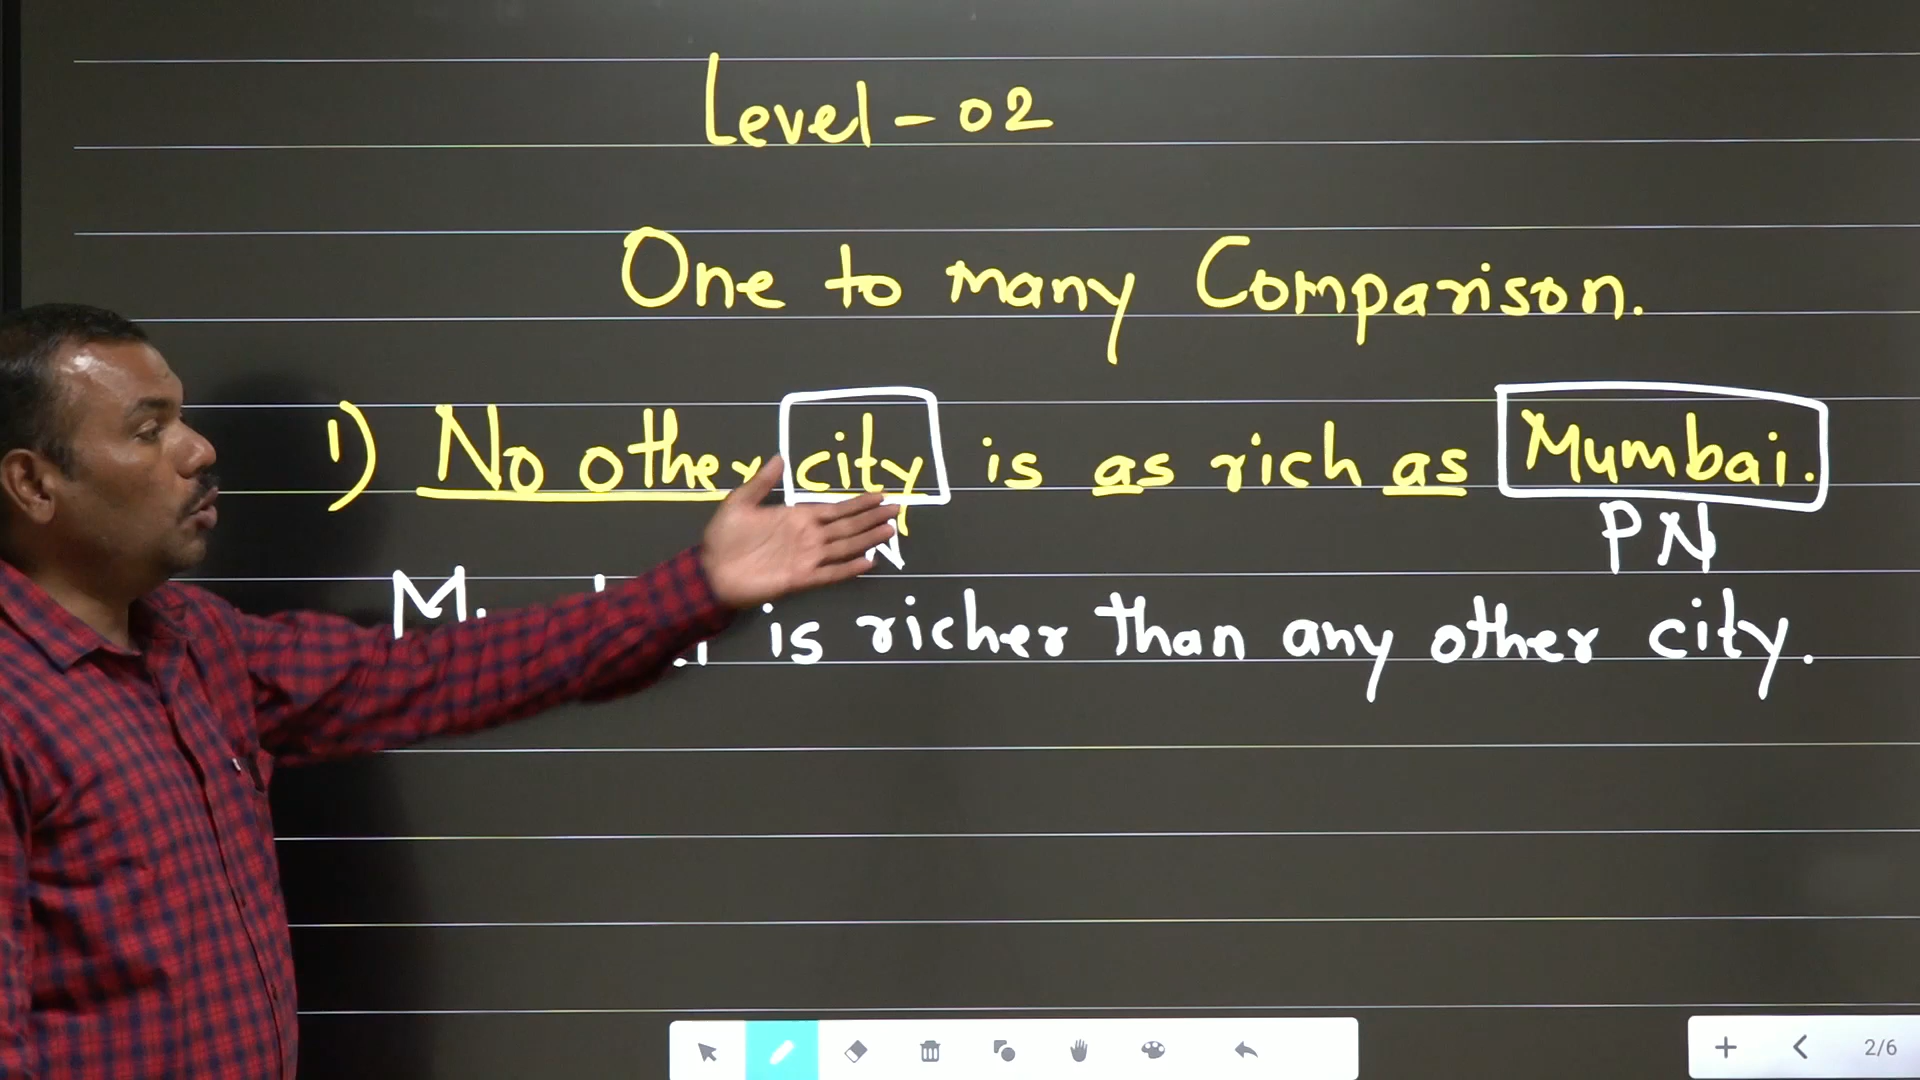 Level - 02
One to many Comparison.
1) No other city is as rich as Mumbai.
N PN
is richer than any other city.
2/6